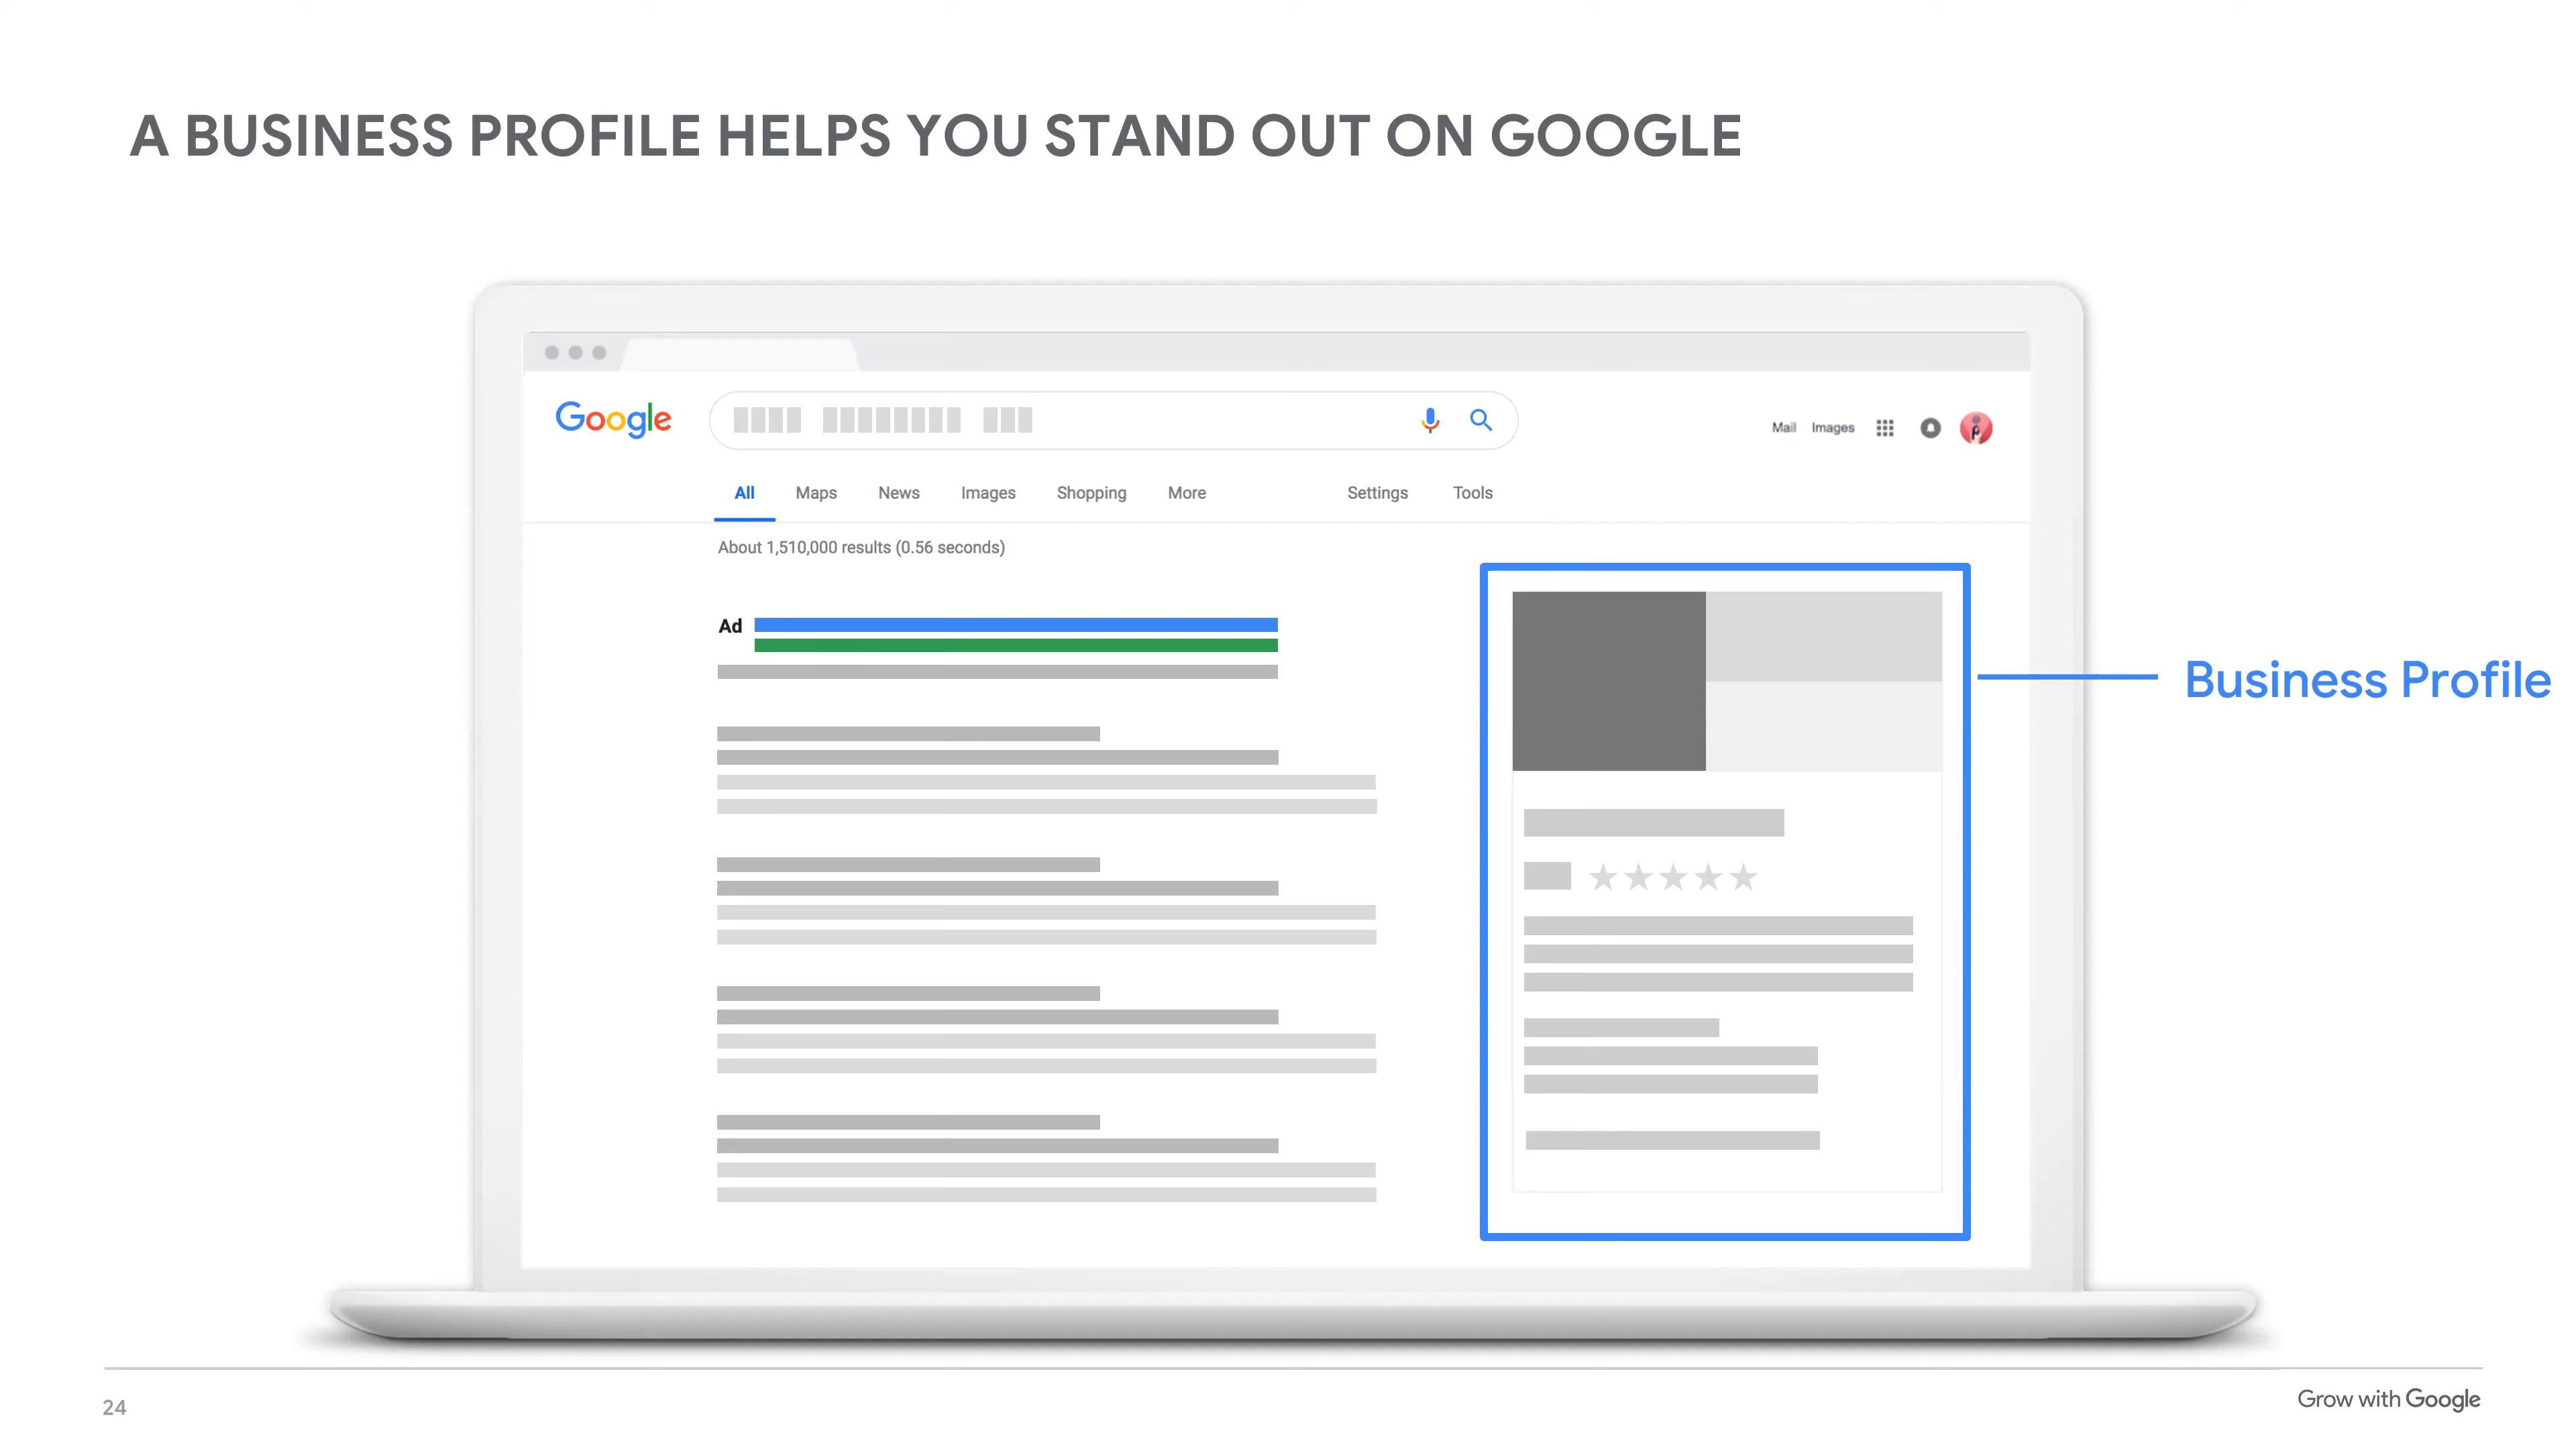 A BUSINESS PROFILE HELPS YOU STAND OUT ON GOOGLE
Google
Mail Images
All Maps News Images Shopping More Settings Tools
About 1,510,000 results (0.56 seconds)
Ad
Business Profile
24
Grow with Google